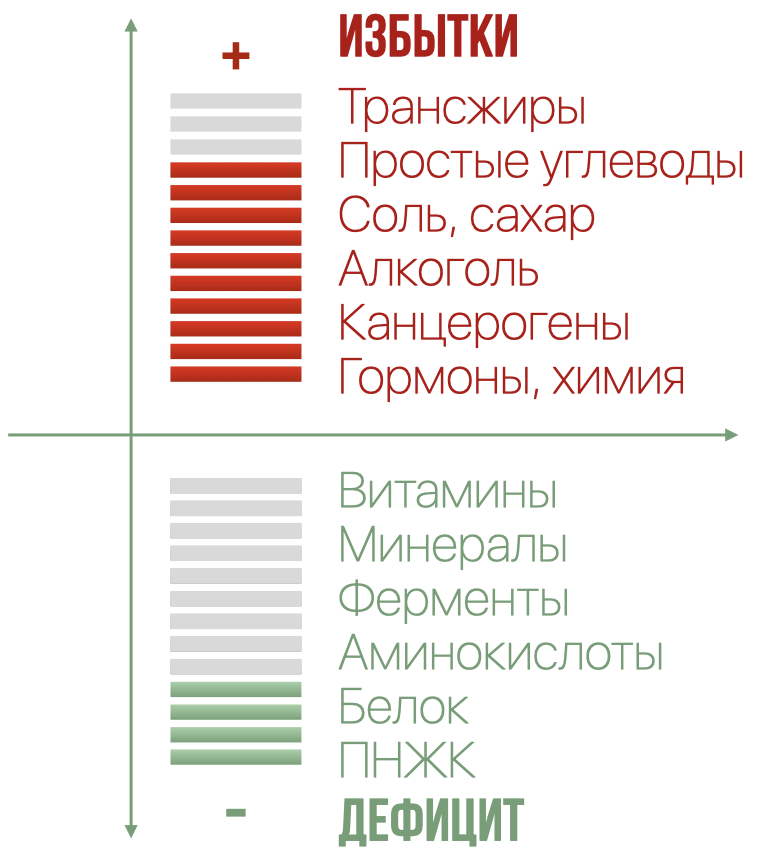 +
ИЗБЫТКИ
Трансжиры
Простые углеводы
Соль, сахар
Алкоголь
Канцерогены
Гормоны, химия
Витамины
Минералы
Ферменты
Аминокислоты
Белок
ПНЖК
-
ДЕФИЦИТ